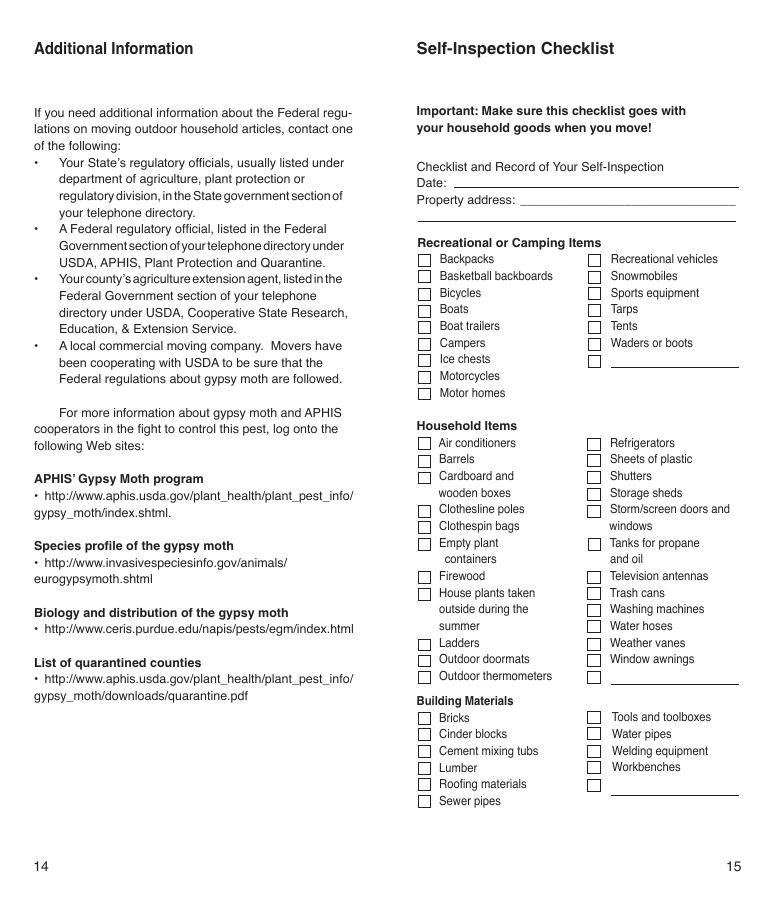 Additional Information
If you need additional information about the Federal regu-
lations on moving outdoor household articles, contact one
of the following:
• Your State's regulatory officials, usually listed under
department of agriculture, plant protection or
regulatory division, in the State government section of
your telephone directory.
• A Federal regulatory official, listed in the Federal
Government section of your telephone directory under
USDA, APHIS, Plant Protection and Quarantine.
• Your county's agriculture extension agent, listed in the
Federal Government section of your telephone
directory under USDA, Cooperative State Research,
Education, & Extension Service.
• A local commercial moving company. Movers have
been cooperating with USDA to be sure that the
Federal regulations about gypsy moth are followed.
For more information about gypsy moth and APHIS
cooperators in the fight to control this pest, log onto the
following Web sites:
APHIS' Gypsy Moth program
• http://www.aphis.usda.gov/plant_health/plant_pest_info/
gypsy_moth/index.shtml.
Species profile of the gypsy moth
• http://www.invasivespeciesinfo.gov/animals/
eurogypsymoth.shtml
Biology and distribution of the gypsy moth
• http://www.ceris.purdue.edu/napis/pests/egm/index.html
List of quarantined counties
• http://www.aphis.usda.gov/plant_health/plant_pest_info/
gypsy_moth/downloads/quarantine.pdf
14
Self-Inspection Checklist
Important: Make sure this checklist goes with
your household goods when you move!
Checklist and Record of Your Self-Inspection
Date:
Property address:
Recreational or Camping Items
Backpacks
Basketball backboards
Bicycles
Boats
Boat trailers
Campers
Ice chests
Motorcycles
Motor homes
Recreational vehicles
Snowmobiles
Sports equipment
Tarps
Tents
Waders or boots
Household Items
Air conditioners
Barrels
Cardboard and
wooden boxes
Clothesline poles
Clothespin bags
Empty plant
containers
Firewood
House plants taken
outside during the
summer
Ladders
Outdoor doormats
Outdoor thermometers
Refrigerators
Sheets of plastic
Shutters
Storage sheds
Storm/screen doors and
windows
Tanks for propane
and oil
Television antennas
Trash cans
Washing machines
Water hoses
Weather vanes
Window awnings
Building Materials
Bricks
Cinder blocks
Cement mixing tubs
Lumber
Roofing materials
Sewer pipes
Tools and toolboxes
Water pipes
Welding equipment
Workbenches
15